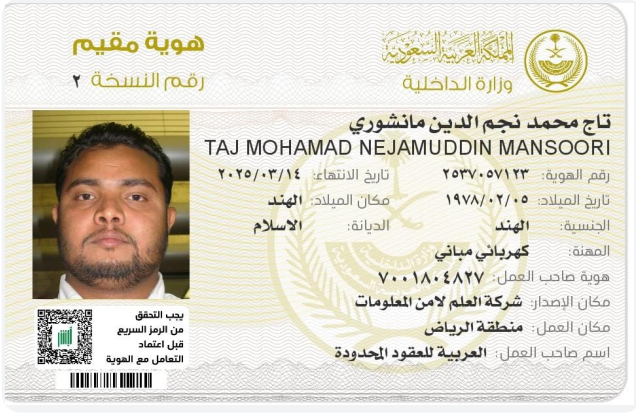 المملكة العربية السعودية
وزارة الداخلية
هوية مقيم
رقم النسخة ٢
تاج محمد نجم الدين مانشوري
TAJ MOHAMAD NEJAMUDDIN MANSOORI
رقم الهوية: ٢٥٣٧٠٥٧١٢٣ تاريخ الانتهاء: ٢٠٢٥/٠٣/١٤
تاريخ الميلاد: ١٩٧٨/٠٢/٠٥ مكان الميلاد: الهند
الجنسية: الهند الديانة: الاسلام
المهنة: كهربائي مباني
هوية صاحب العمل: ٧٠٠١٨٠٤٨٢٧
مكان الإصدار: شركة العلم لامن المعلومات
مكان العمل: منطقة الرياض
اسم صاحب العمل: العربية للعقود المحدودة
يجب التحقق
من الرمز السريع
قبل اعتماد
التعامل مع الهوية